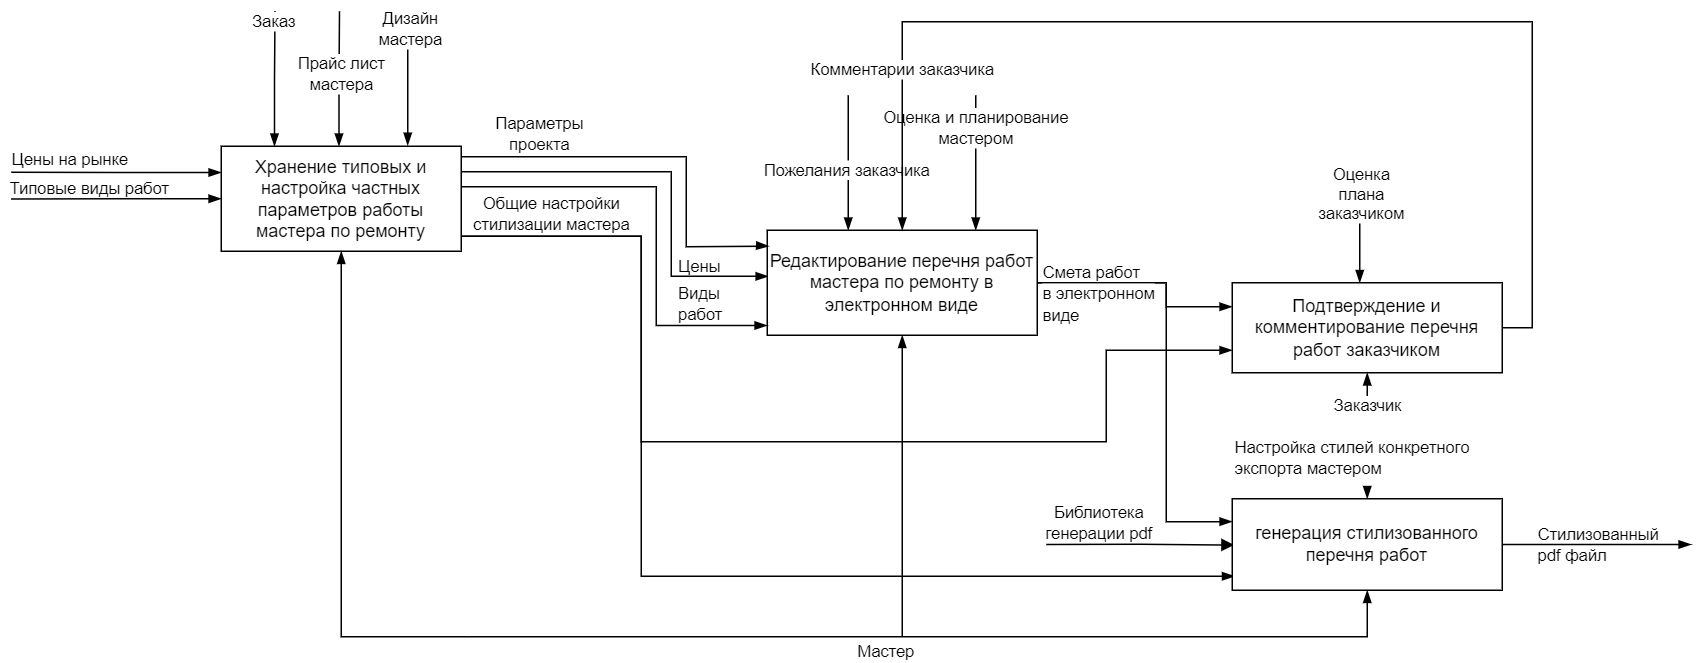 Заказ
Прайс лист
мастера
Дизайн
мастера
Цены на рынке
Типовые виды работ
Хранение типовых и
настройка частных
параметров работы
мастера по ремонту
Параметры
проекта
Общие настройки
стилизации мастера
Цены
Виды
работ
Комментарии заказчика
Оценка и планирование
мастером
Пожелания заказчика
Редактирование перечня работ
мастера по ремонту в
электронном виде
Смета работ
в электронном
виде
Оценка
плана
заказчиком
Подтверждение и
комментирование перечня
работ заказчиком
Заказчик
Настройка стилей конкретного
экспорта мастером
Библиотека
генерации pdf
генерация стилизованного
перечня работ
Стилизованный
pdf файл
Мастер